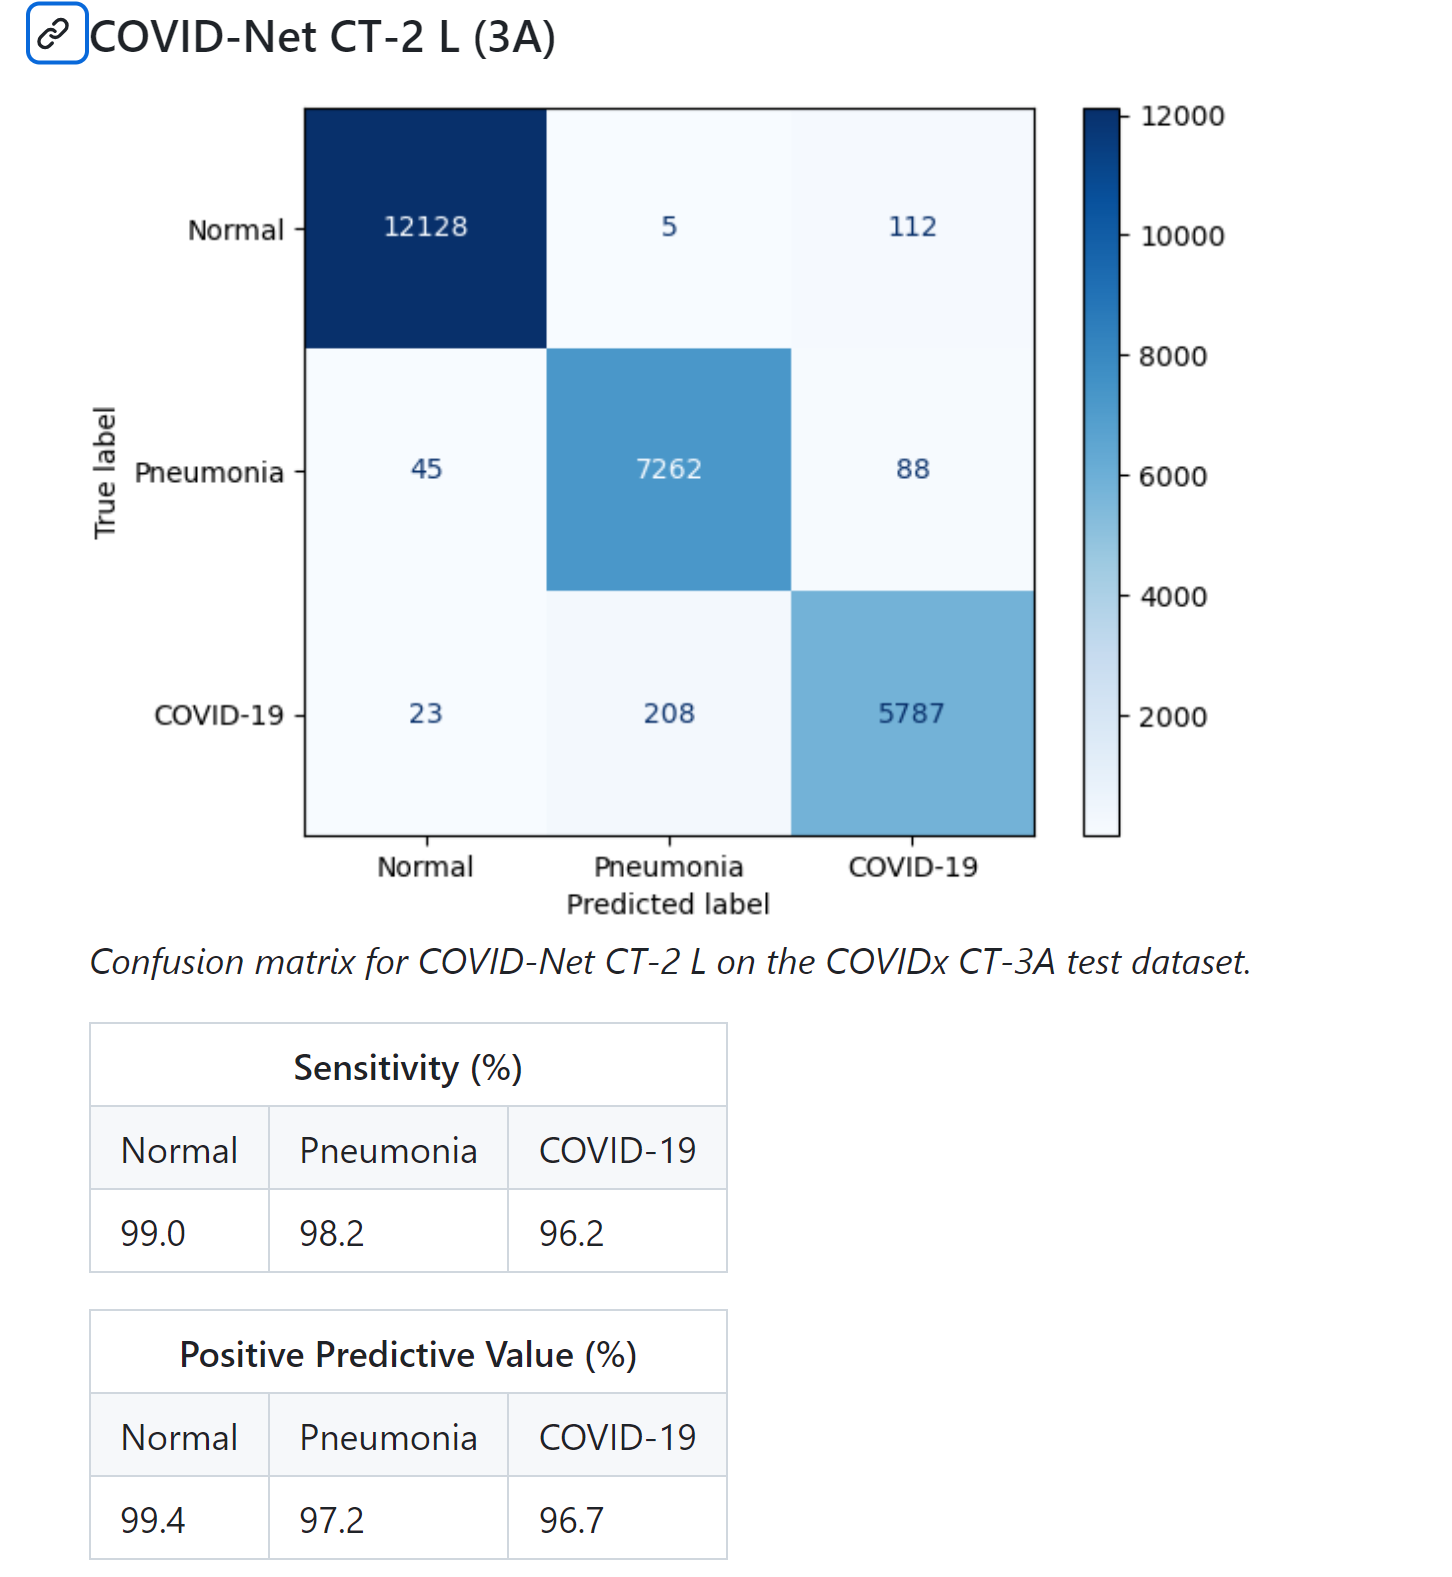 COVID-Net CT-2 L (3A)
12000
Normal
12128 5 112
10000
8000
True label
Pneumonia
45 7262 88
6000
4000
COVID-19
23 208 5787
2000
Normal Pneumonia COVID-19
Predicted label
Confusion matrix for COVID-Net CT-2 L on the COVIDx CT-3A test dataset.
Sensitivity (%)
Normal Pneumonia COVID-19
99.0 98.2 96.2
Positive Predictive Value (%)
Normal Pneumonia COVID-19
99.4 97.2 96.7